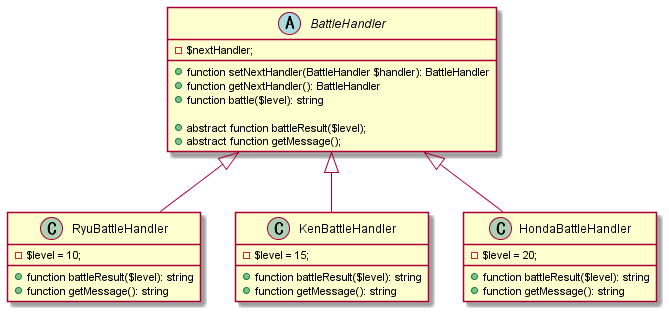 A BattleHandler
$nextHandler;
function setNextHandler(BattleHandler $handler): BattleHandler
function getNextHandler(): BattleHandler
function battle($level): string
abstract function battleResult($level);
abstract function getMessage();
C RyuBattleHandler
$level = 10;
function battleResult($level): string
function getMessage(): string
C KenBattleHandler
$level = 15;
function battleResult($level): string
function getMessage(): string
C HondaBattleHandler
$level = 20;
function battleResult($level): string
function getMessage(): string